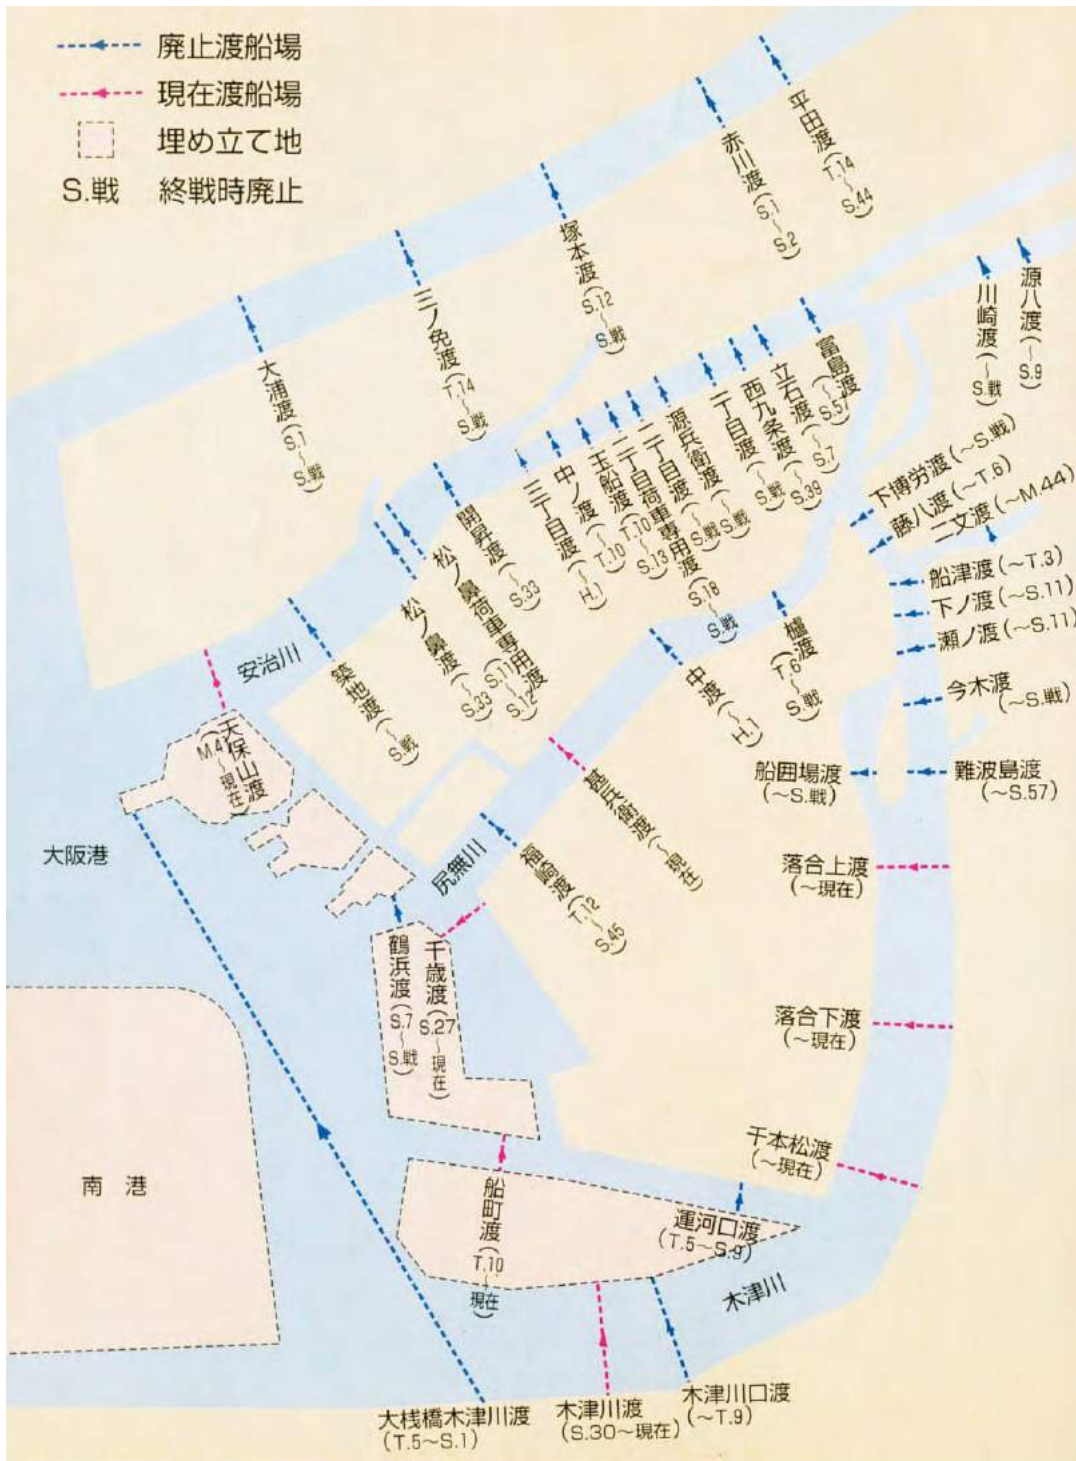 廃止渡船場
現在渡船場
埋め立て地
S.戦 終戦時廃止
平田渡(T.14～S.44)
赤川渡(S.1～S.2)
塚本渡(S.12～S.戦)
三ノ免渡(T.14～S.戦)
大浦渡(S.1～S.戦)
源八渡(～S.9)
川崎渡(～S.戦)
富島渡(～S.57)
立石渡(～S.7)
西九条渡(～S.39)
一丁目渡(～S.戦)
源兵衛渡(～S.戦)
二丁目渡(～S.戦)
二丁目荷車専用渡(S.18～S.戦)
玉船渡(T.10～S.13)
中ノ渡(～T.10)
三丁目渡(～H.1)
開昇渡(～S.33)
松ノ鼻荷車専用渡(S.11～S.12)
松ノ鼻渡(～S.33)
築地渡(～S.戦)
安治川
天保山渡(M.4～現在)
大阪港
下博労渡(～S.戦)
藤八渡(～T.6)
二文渡(～M.44)
船津渡(～T.3)
下ノ渡(～S.11)
瀬ノ渡(～S.11)
今木渡
(～S.戦)
櫨渡(T.6～S.戦)
中渡(～H.1)
甚兵衛渡(～現在)
船囲場渡
(～S.戦)
難波島渡
(～S.57)
福崎渡(T.12～S.45)
尻無川
落合上渡
(～現在)
千歳渡(S.27～現在)
鶴浜渡(S.7～S.戦)
落合下渡
(～現在)
千本松渡
(～現在)
南 港
船町渡(T.10～現在)
運河口渡
(T.5～S.9)
木津川
大桟橋木津川渡
(T.5～S.1)
木津川渡
(S.30～現在)
木津川口渡
(～T.9)